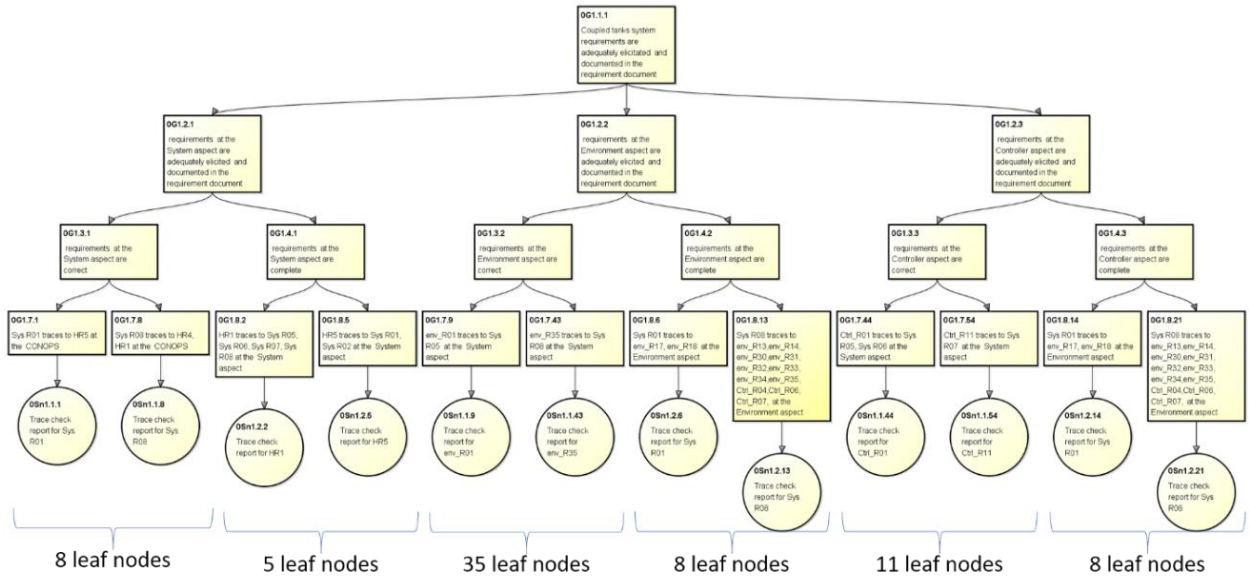 0G1.1.1
Coupled tanks system
requirements are
adequately elicitated and
documented in the
requirement document
0G1.2.1
requirements at the
System aspect are
adequately elicited and
documented in the
requirement document
0G1.2.2
requirements at the
Environment aspect are
adequately elicited and
documented in the
requirement document
0G1.2.3
requirements at the
Controller aspect are
adequately elicited and
documented in the
requirement document
0G1.3.1
requirements at the
System aspect are
correct
0G1.4.1
requirements at the
System aspect are
complete
0G1.3.2
requirements at the
Environment aspect are
correct
0G1.4.2
requirements at the
Environment aspect are
complete
0G1.3.3
requirements at the
Controller aspect are
correct
0G1.4.3
requirements at the
Controller aspect are
complete
0G1.7.1
Sys R01 traces to HR5 at
the CONOPS
0G1.7.8
Sys R08 traces to HR4,
HR1 at the CONOPS
0G1.8.2
HR1 traces to Sys R05,
Sys R06, Sys R07, Sys
R08 at the System
aspect
0G1.8.5
HR5 traces to Sys R01,
Sys R02 at the System
aspect
0G1.7.9
env_R01 traces to Sys
R05 at the System
aspect
0G1.7.43
env_R35 traces to Sys
R08 at the System
aspect
0G1.8.6
Sys R01 traces to
env_R17, env_R18 at the
Environment aspect
0G1.8.13
Sys R08 traces to
env_R13,env_R14,
env_R30,env_R31,
env_R32,env_R33,
env_R34,env_R35,
Ctrl_R04,Ctrl_R06,
Ctrl_R07, at the
Environment aspect
0G1.7.44
Ctrl_R01 traces to Sys
R05, Sys R06 at the
System aspect
0G1.7.54
Ctrl_R11 traces to Sys
R07 at the System
aspect
0G1.8.14
Sys R01 traces to
env_R17, env_R18 at the
Environment aspect
0G1.8.21
Sys R08 traces to
env_R13,env_R14,
env_R30,env_R31,
env_R32,env_R33,
env_R34,env_R35,
Ctrl_R04,Ctrl_R06,
Ctrl_R07, at the
Environment aspect
0Sn1.1.1
Trace check
report for Sys
R01
0Sn1.1.8
Trace check
report for Sys
R08
0Sn1.2.2
Trace check
report for HR1
0Sn1.2.5
Trace check
report for HR5
0Sn1.1.9
Trace check
report for
env_R01
0Sn1.1.43
Trace check
report for
env_R35
0Sn1.2.6
Trace check
report for Sys
R01
0Sn1.2.13
Trace check
report for Sys
R08
0Sn1.1.44
Trace check
report for
Ctrl_R01
0Sn1.1.54
Trace check
report for
Ctrl_R11
0Sn1.2.14
Trace check
report for Sys
R01
0Sn1.2.21
Trace check
report for Sys
R08
8 leaf nodes
5 leaf nodes
35 leaf nodes
8 leaf nodes
11 leaf nodes
8 leaf nodes